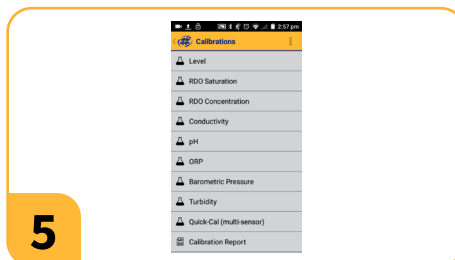 2:57 pm
Calibrations
Level
RDO Saturation
RDO Concentration
Conductivity
pH
ORP
Barometric Pressure
Turbidity
Quick-Cal (multi-sensor)
Calibration Report
5